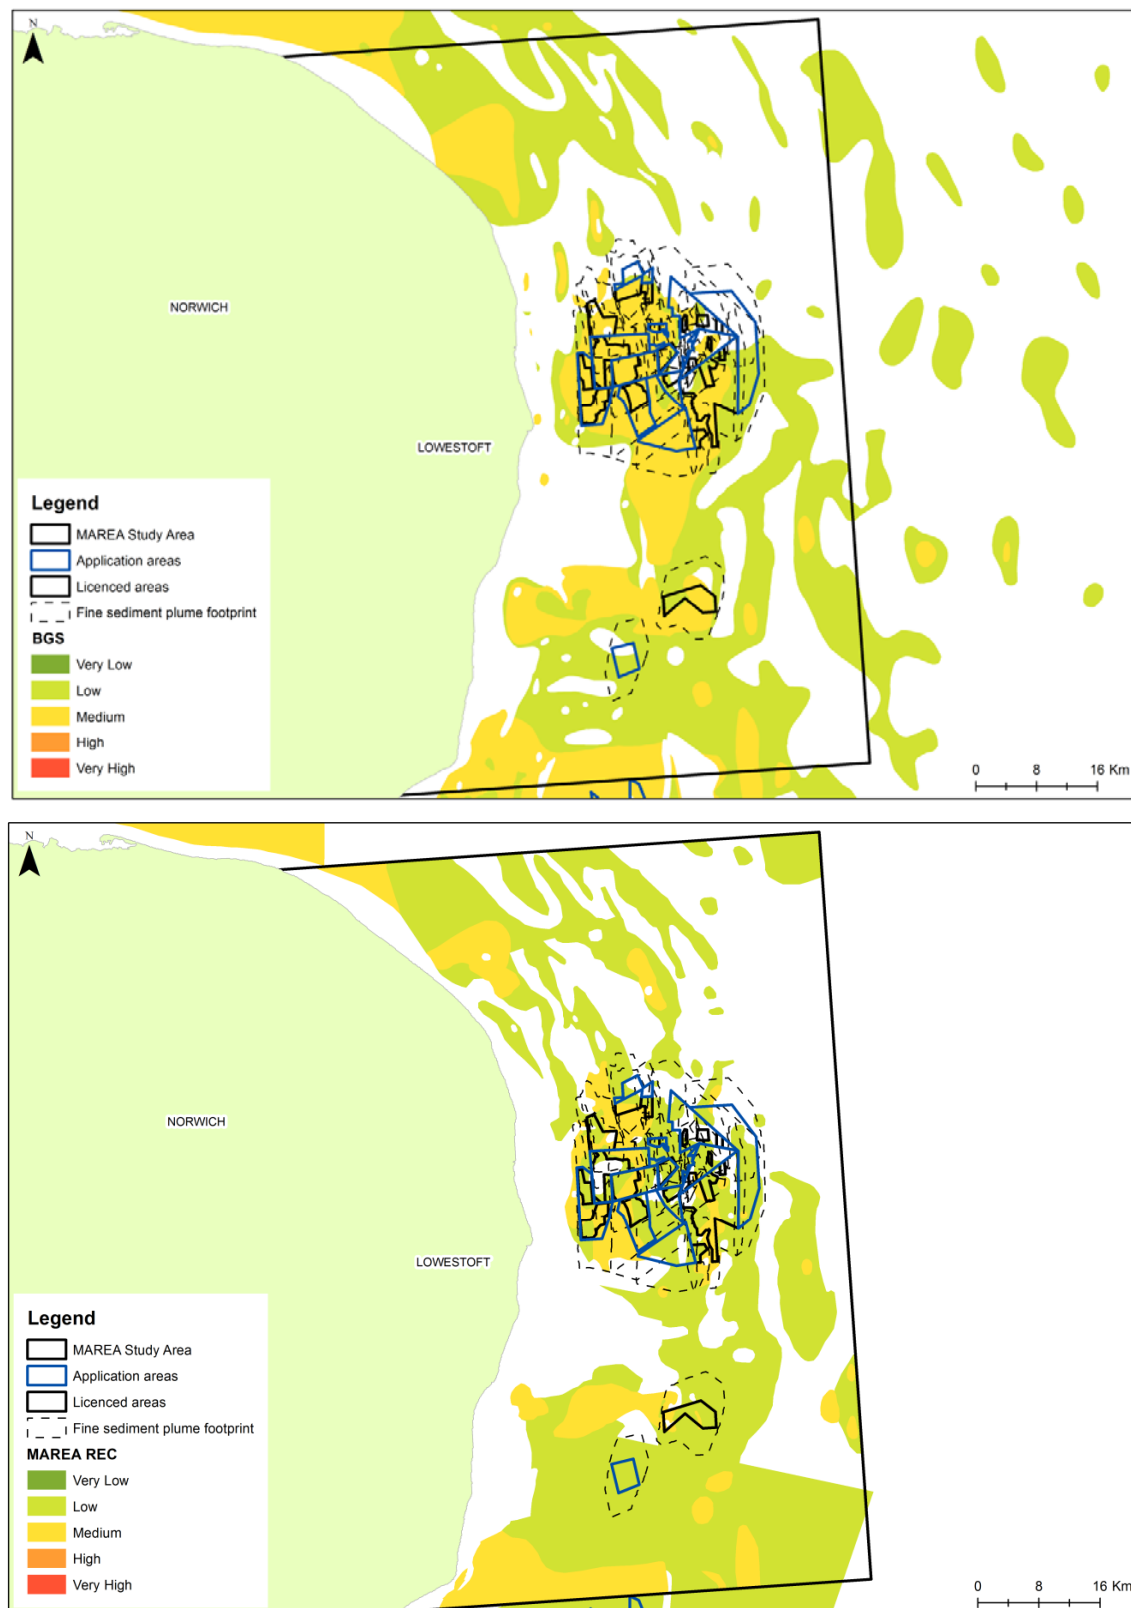 N
NORWICH
LOWESTOFT
Legend
MAREA Study Area
Application areas
Licenced areas
Fine sediment plume footprint
BGS
Very Low
Low
Medium
High
Very High
0 8 16 Km
N
NORWICH
LOWESTOFT
Legend
MAREA Study Area
Application areas
Licenced areas
Fine sediment plume footprint
MAREA REC
Very Low
Low
Medium
High
Very High
0 8 16 Km